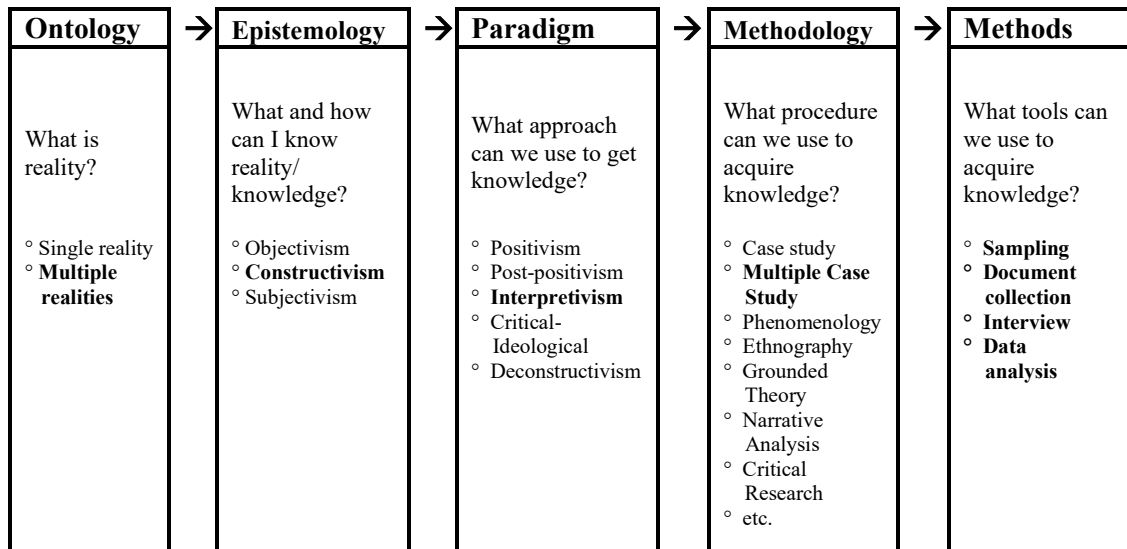 Ontology
What is
reality?
° Single reality
° Multiple
realities
→
Epistemology
What and how
can I know
reality/
knowledge?
° Objectivism
° Constructivism
° Subjectivism
→
Paradigm
What approach
can we use to get
knowledge?
° Positivism
° Post-positivism
° Interpretivism
° Critical-
Ideological
° Deconstructivism
→
Methodology
What procedure
can we use to
acquire
knowledge?
° Case study
° Multiple Case
Study
° Phenomenology
° Ethnography
° Grounded
Theory
° Narrative
Analysis
° Critical
Research
° etc.
→
Methods
What tools can
we use to
acquire
knowledge?
° Sampling
° Document
collection
° Interview
° Data
analysis